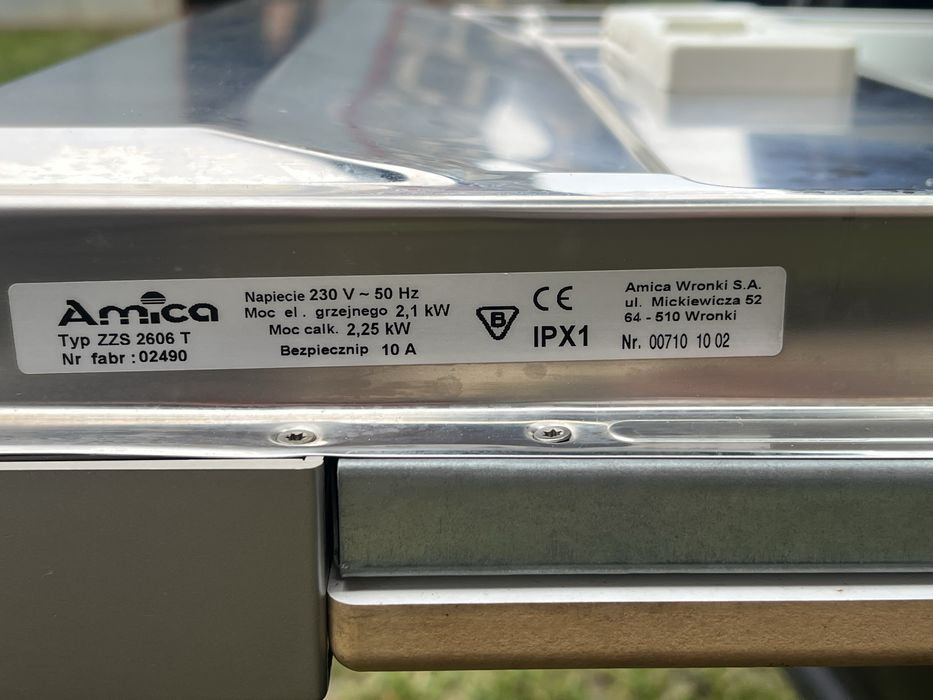 Amica
Typ ZZS 2606 T
Nr fabr : 02490
Napiecie 230 V ~ 50 Hz
Moc el . grzejnego 2,1 kW
Moc calk. 2,25 kW
Bezpiecznip 10 A
B
CE
IPX1
Amica Wronki S.A.
ul. Mickiewicza 52
64 - 510 Wronki
Nr. 00710 10 02